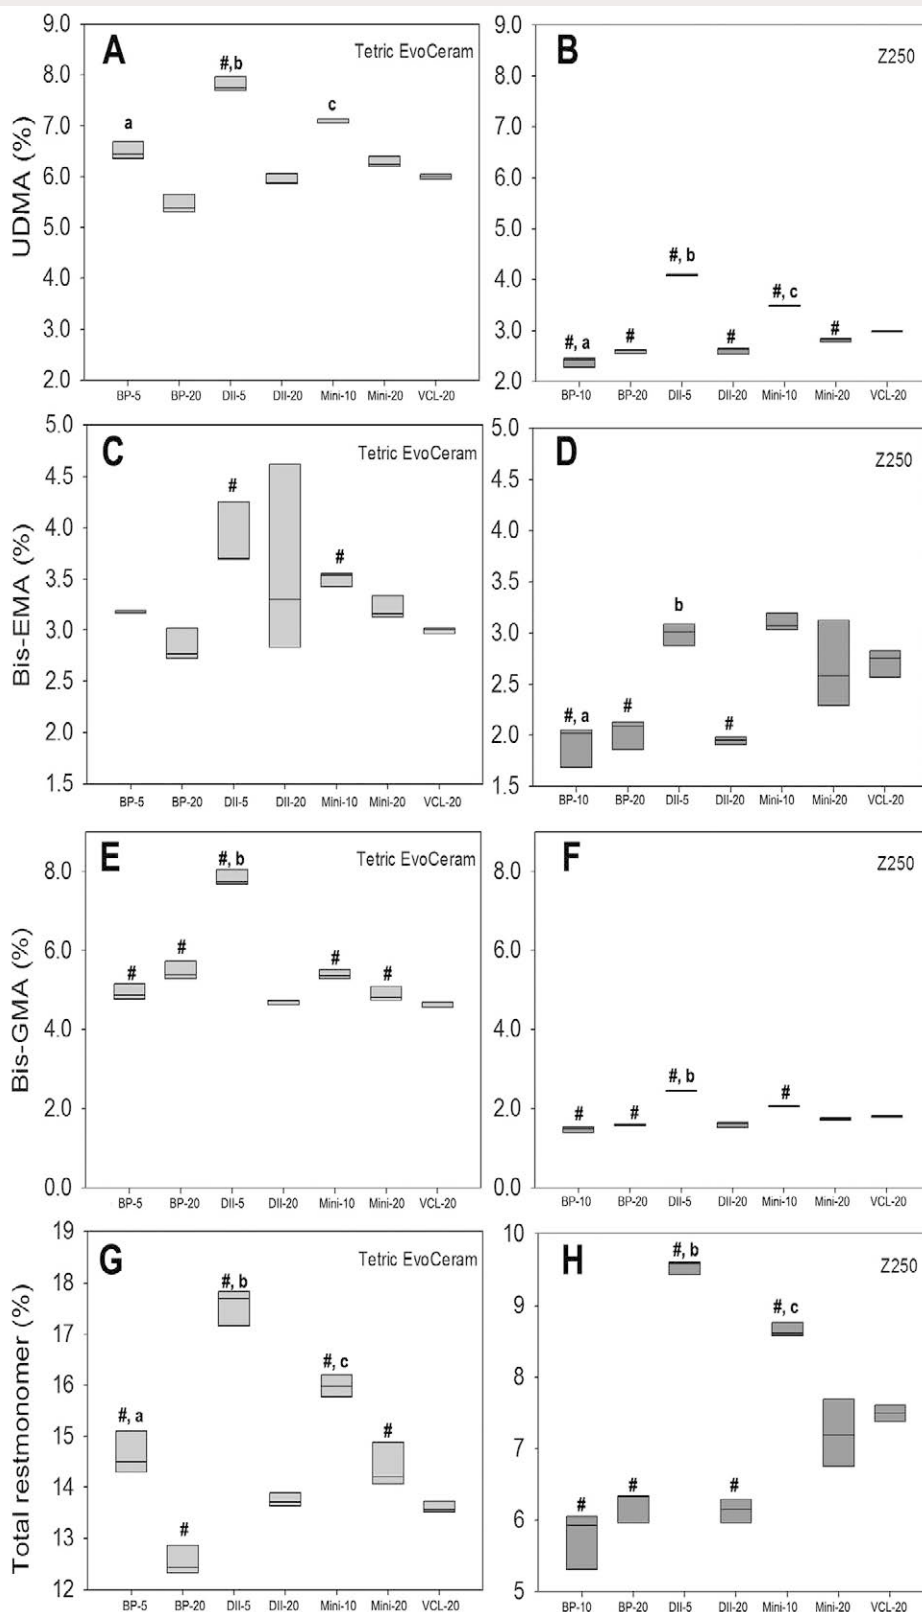 A
Tetric EvoCeram
UDMA (%)
9.0
8.0
7.0
6.0
5.0
4.0
3.0
2.0
a
#,b
c
BP-5 BP-20 DII-5 DII-20 Mini-10 Mini-20 VCL-20
B
Z250
9.0
8.0
7.0
6.0
5.0
4.0
3.0
2.0
#, a
#
#, b
#
#, c
#
BP-10 BP-20 DII-5 DII-20 Mini-10 Mini-20 VCL-20
C
Tetric EvoCeram
Bis-EMA (%)
5.0
4.5
4.0
3.5
3.0
2.5
2.0
1.5
#
#
BP-5 BP-20 DII-5 DII-20 Mini-10 Mini-20 VCL-20
D
Z250
5.0
4.5
4.0
3.5
3.0
2.5
2.0
1.5
#, a
#
b
#
BP-10 BP-20 DII-5 DII-20 Mini-10 Mini-20 VCL-20
E
Tetric EvoCeram
Bis-GMA (%)
8.0
6.0
4.0
2.0
0.0
#
#
#, b
#
#
BP-5 BP-20 DII-5 DII-20 Mini-10 Mini-20 VCL-20
F
Z250
8.0
6.0
4.0
2.0
0.0
#
#
#, b
#
BP-10 BP-20 DII-5 DII-20 Mini-10 Mini-20 VCL-20
G
Tetric EvoCeram
Total restmonomer (%)
19
18
17
16
15
14
13
12
#, a
#
#, b
#, c
#
BP-5 BP-20 DII-5 DII-20 Mini-10 Mini-20 VCL-20
H
Z250
10
9
8
7
6
5
#
#
#, b
#
#, c
BP-10 BP-20 DII-5 DII-20 Mini-10 Mini-20 VCL-20